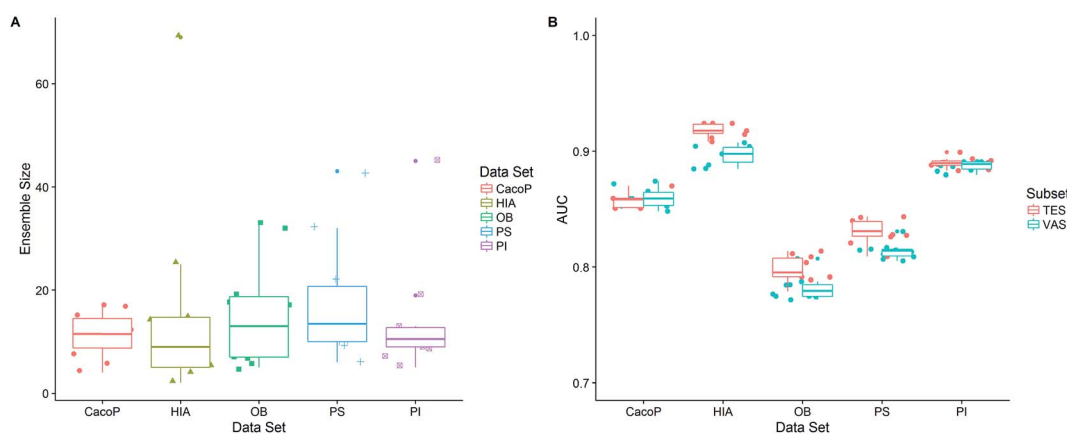 A
Ensemble Size
60
40
20
0
CacoP
HIA
OB
PS
PI
Data Set
Data Set
CacoP
HIA
OB
PS
PI
B
AUC
1.0
0.9
0.8
0.7
CacoP
HIA
OB
PS
PI
Data Set
Subset
TES
VAS